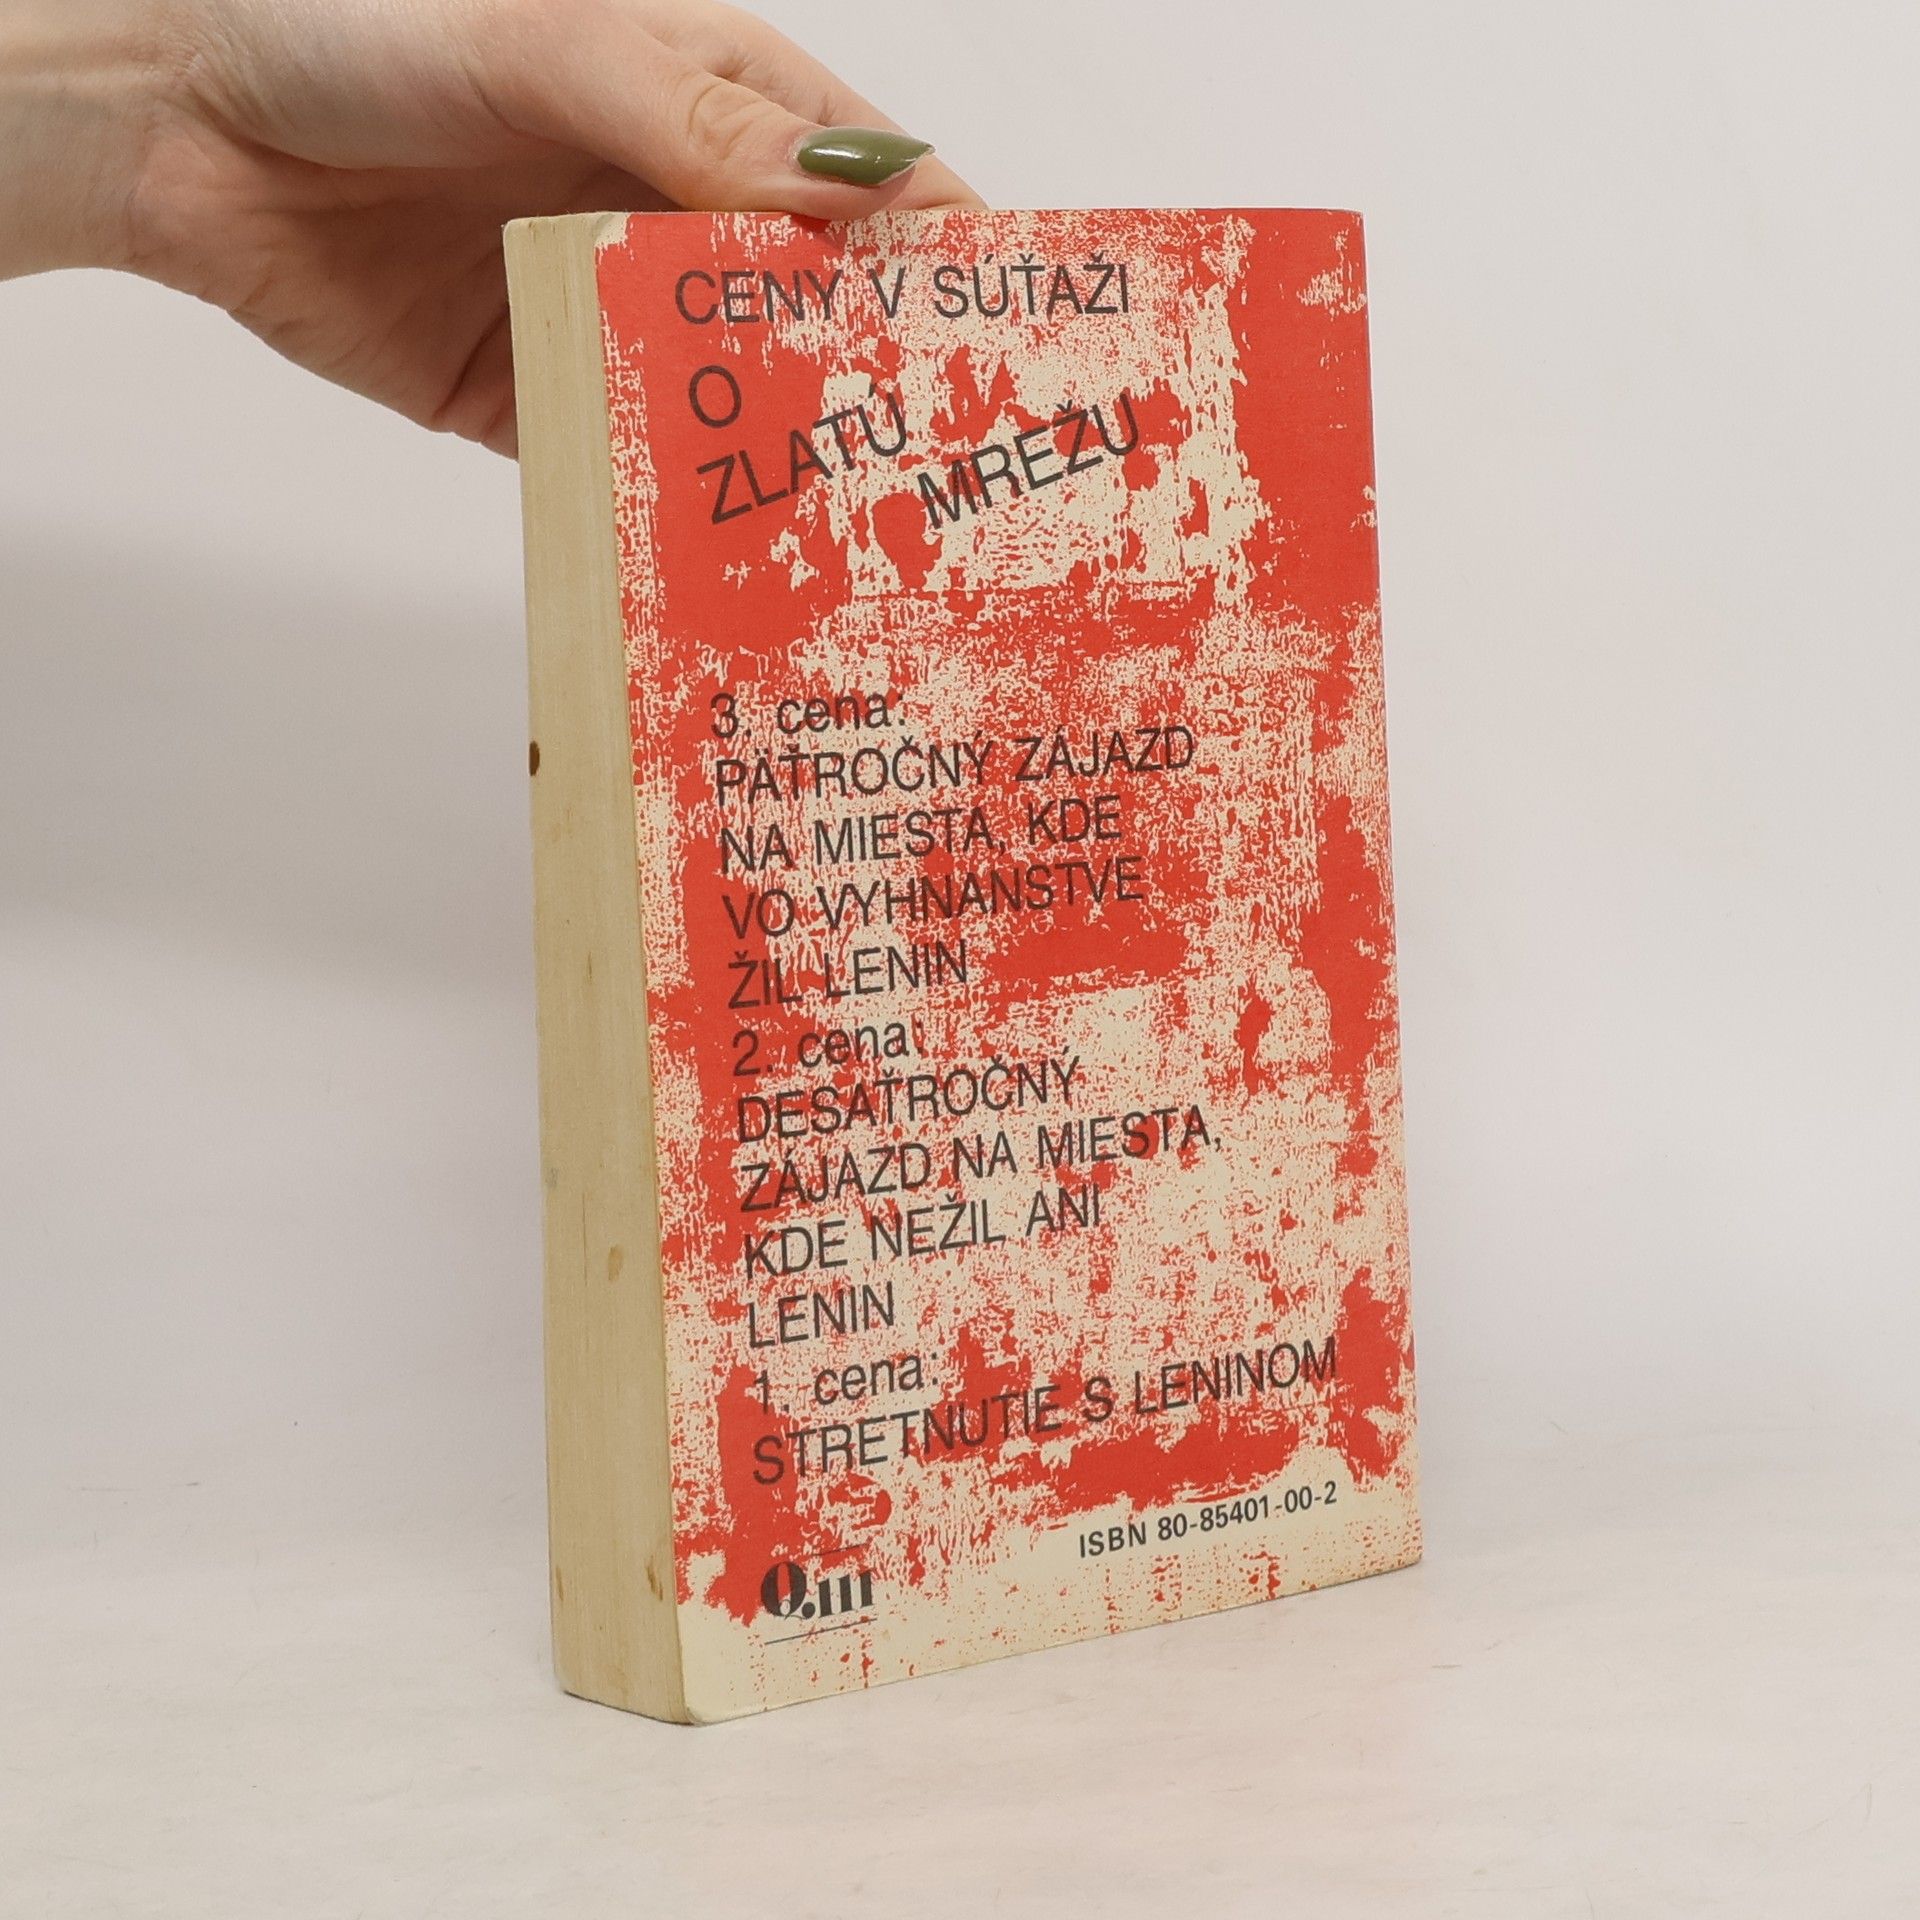 CENY V SÚŤAŽI
O
ZLATÚ MREŽU
3. cena:
PÄŤROČNÝ ZÁJAZD
NA MIESTA, KDE
VO VYHNANSTVE
ŽIL LENIN
2. cena:
DESAŤROČNÝ
ZÁJAZD NA MIESTA,
KDE NEŽIL ANI
LENIN
1. cena:
STRETNUTIE S LENINOM
ISBN 80-85401-00-2
Q.III